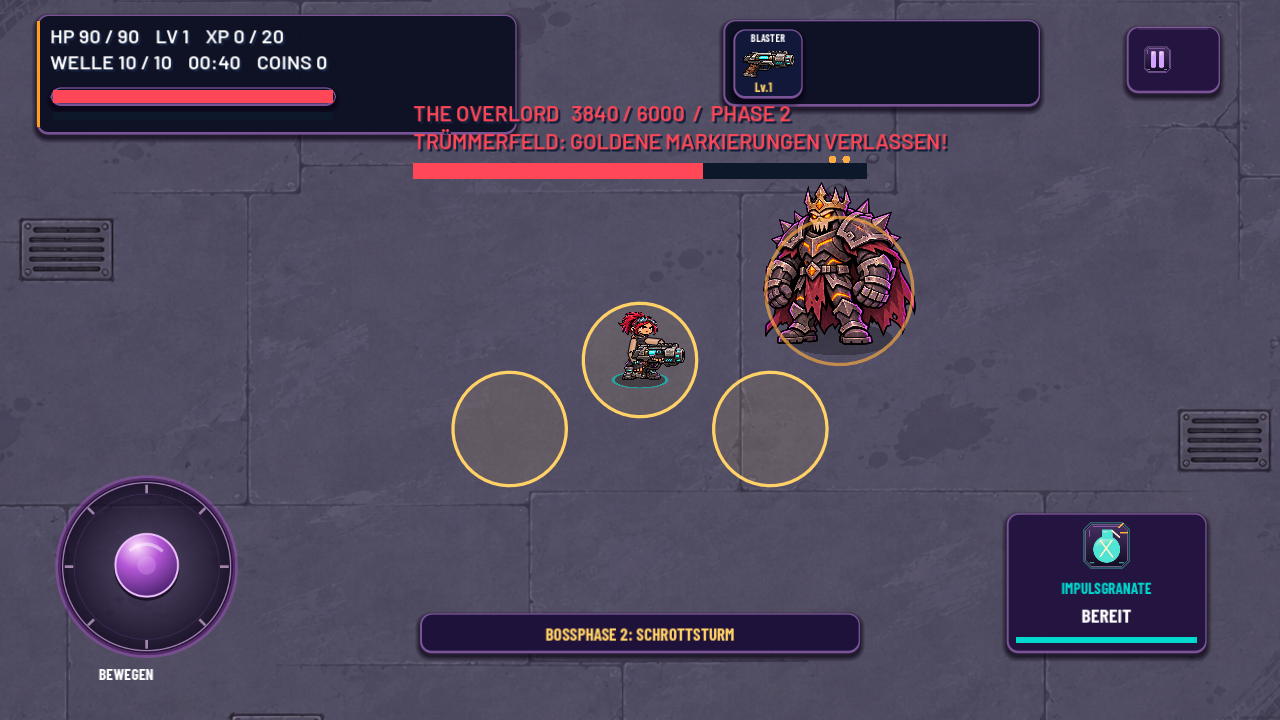 HP 90 / 90 LV 1 XP 0 / 20
WELLE 10 / 10 00:40 COINS 0
BLASTER
Lv.1
THE OVERLORD 3840 / 6000 / PHASE 2
TRÜMMERFELD: GOLDENE MARKIERUNGEN VERLASSEN!
IMPULSGRANATE
BEREIT
BOSSPHASE 2: SCHROTTSTURM
BEWEGEN